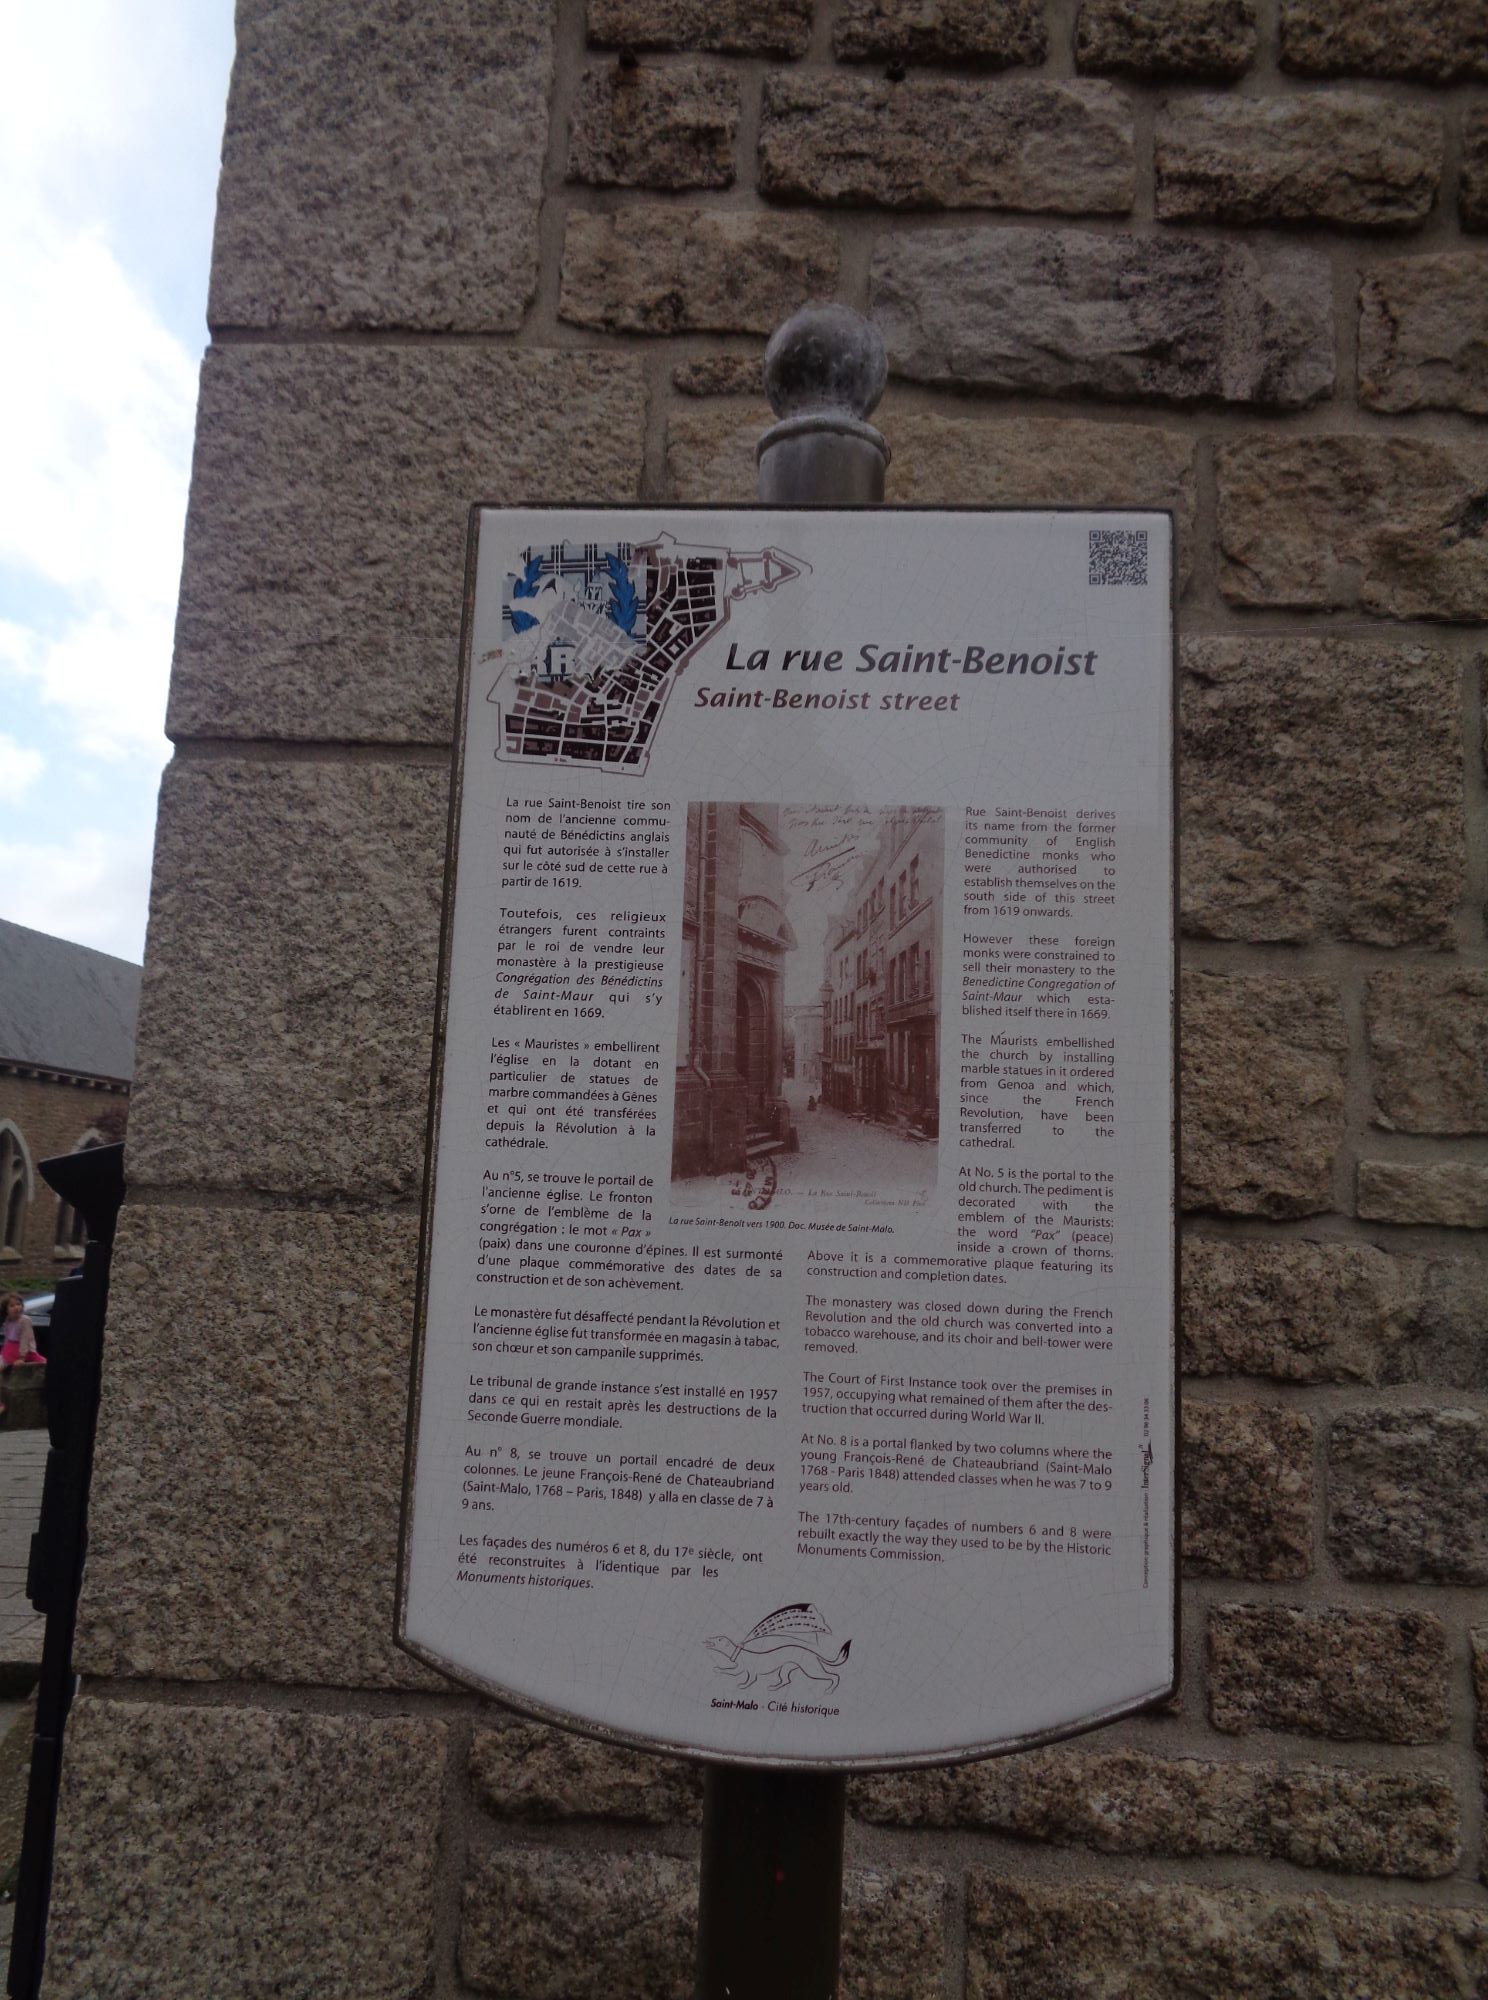 La rue Saint-Benoist
Saint-Benoist street
La rue Saint-Benoist tire son
nom de l'ancienne commu-
nauté de Bénédictins anglais
qui fut autorisée à s'installer
sur le côté sud de cette rue à
partir de 1619.
Toutefois, ces religieux
étrangers furent contraints
par le roi de vendre leur
monastère à la prestigieuse
Congrégation des Bénédictins
de Saint-Maur qui s'y
établirent en 1669.
Les « Mauristes » embellirent
l'église en la dotant en
particulier de statues de
marbre commandées à Gênes
et qui ont été transférées
depuis la Révolution à la
cathédrale.
Au n°5, se trouve le portail de
l'ancienne église. Le fronton
s'orne de l'emblème de la
congrégation : le mot « Pax »
(paix) dans une couronne d'épines. Il est surmonté
d'une plaque commémorative des dates de sa
construction et de son achèvement.
Le monastère fut désaffecté pendant la Révolution et
l'ancienne église fut transformée en magasin à tabac,
son chœur et son campanile supprimés.
Le tribunal de grande instance s'est installé en 1957
dans ce qui en restait après les destructions de la
Seconde Guerre mondiale.
Au n° 8, se trouve un portail encadré de deux
colonnes. Le jeune François-René de Chateaubriand
(Saint-Malo, 1768 – Paris, 1848) y alla en classe de 7 à
9 ans.
Les façades des numéros 6 et 8, du 17e siècle, ont
été reconstruites à l'identique par les
Monuments historiques.
La Rue Saint-Benoît
La rue Saint-Benoît vers 1900. Doc. Musée de Saint-Malo.
Rue Saint-Benoist derives
its name from the former
community of English
Benedictine monks who
were authorised to
establish themselves on the
south side of this street
from 1619 onwards.
However these foreign
monks were constrained to
sell their monastery to the
Benedictine Congregation of
Saint-Maur which esta-
blished itself there in 1669.
The Maurists embellished
the church by installing
marble statues in it ordered
from Genoa and which,
since the French
Revolution, have been
transferred to the
cathedral.
At No. 5 is the portal to the
old church. The pediment is
decorated with the
emblem of the Maurists:
the word "Pax" (peace)
inside a crown of thorns.
Above it is a commemorative plaque featuring its
construction and completion dates.
The monastery was closed down during the French
Revolution and the old church was converted into a
tobacco warehouse, and its choir and bell-tower were
removed.
The Court of First Instance took over the premises in
1957, occupying what remained of them after the des-
truction that occurred during World War II.
At No. 8 is a portal flanked by two columns where the
young François-René de Chateaubriand (Saint-Malo
1768 - Paris 1848) attended classes when he was 7 to 9
years old.
The 17th-century façades of numbers 6 and 8 were
rebuilt exactly the way they used to be by the Historic
Monuments Commission.
Conception graphique & réalisation : InterSignal 02 99 34 33 06
Saint-Malo - Cité historique